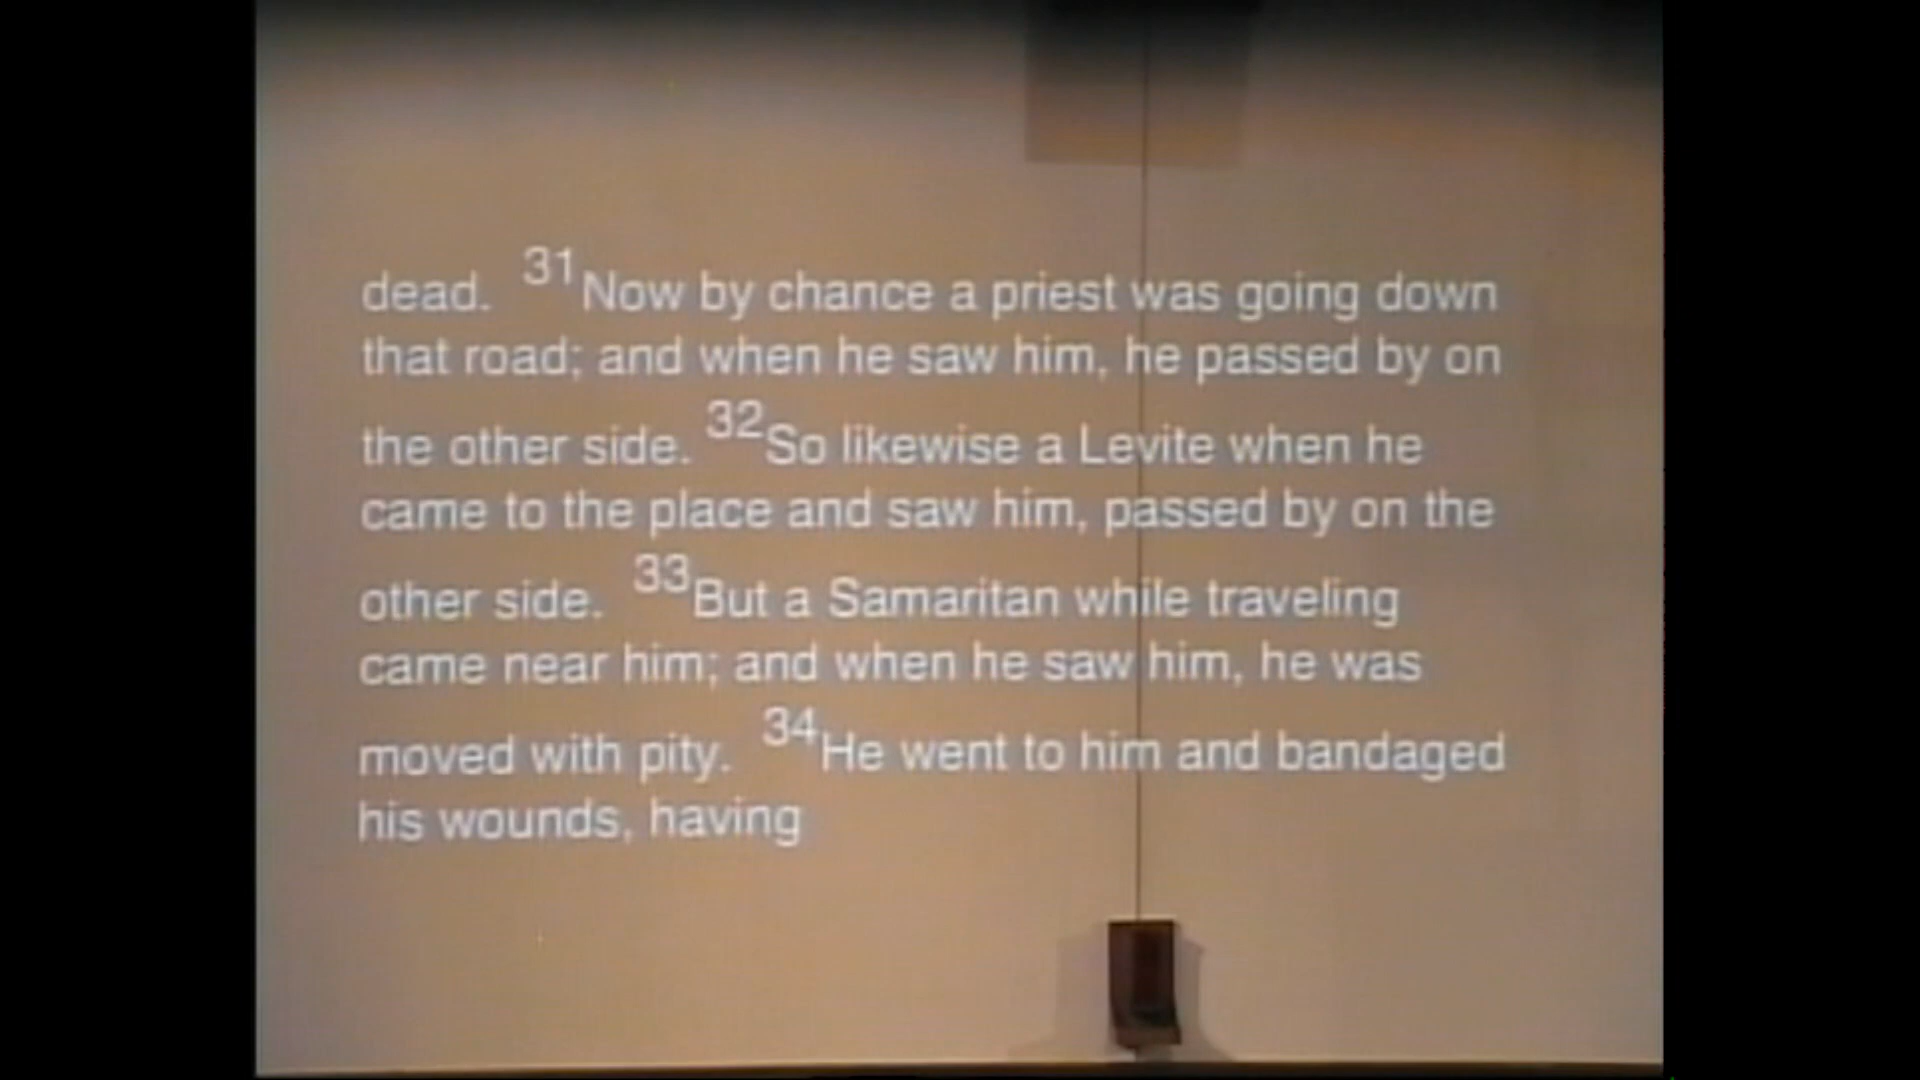 dead. 31Now by chance a priest was going down
that road; and when he saw him, he passed by on
the other side. 32So likewise a Levite when he
came to the place and saw him, passed by on the
other side. 33But a Samaritan while traveling
came near him; and when he saw him, he was
moved with pity. 34He went to him and bandaged
his wounds, having